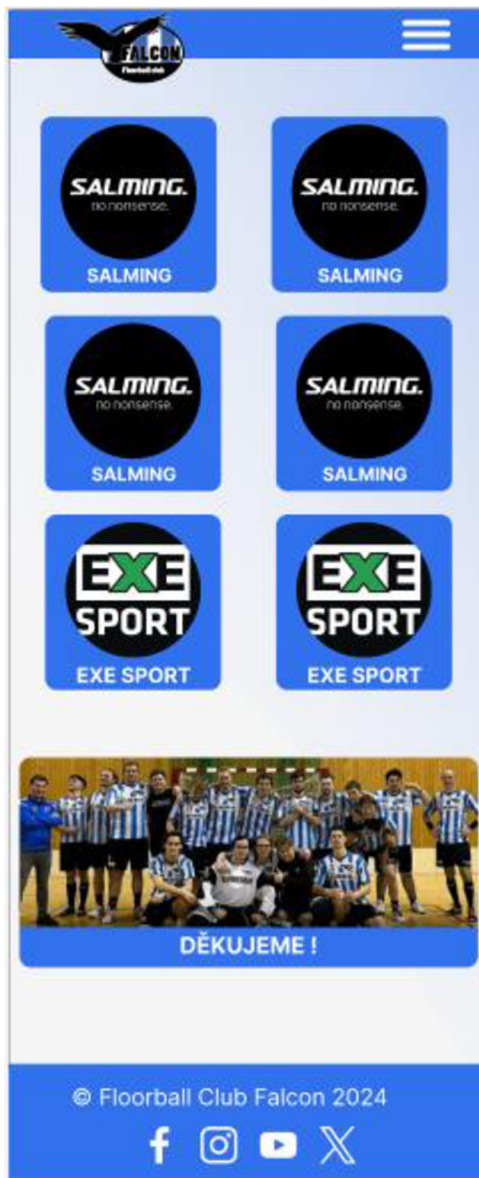 FALCON
Floorball club
SALMING.
no nonsense.
SALMING
SALMING.
no nonsense.
SALMING
SALMING.
no nonsense.
SALMING
SALMING.
no nonsense.
SALMING
EXE
SPORT
EXE SPORT
EXE
SPORT
EXE SPORT
DĚKUJEME !
© Floorball Club Falcon 2024